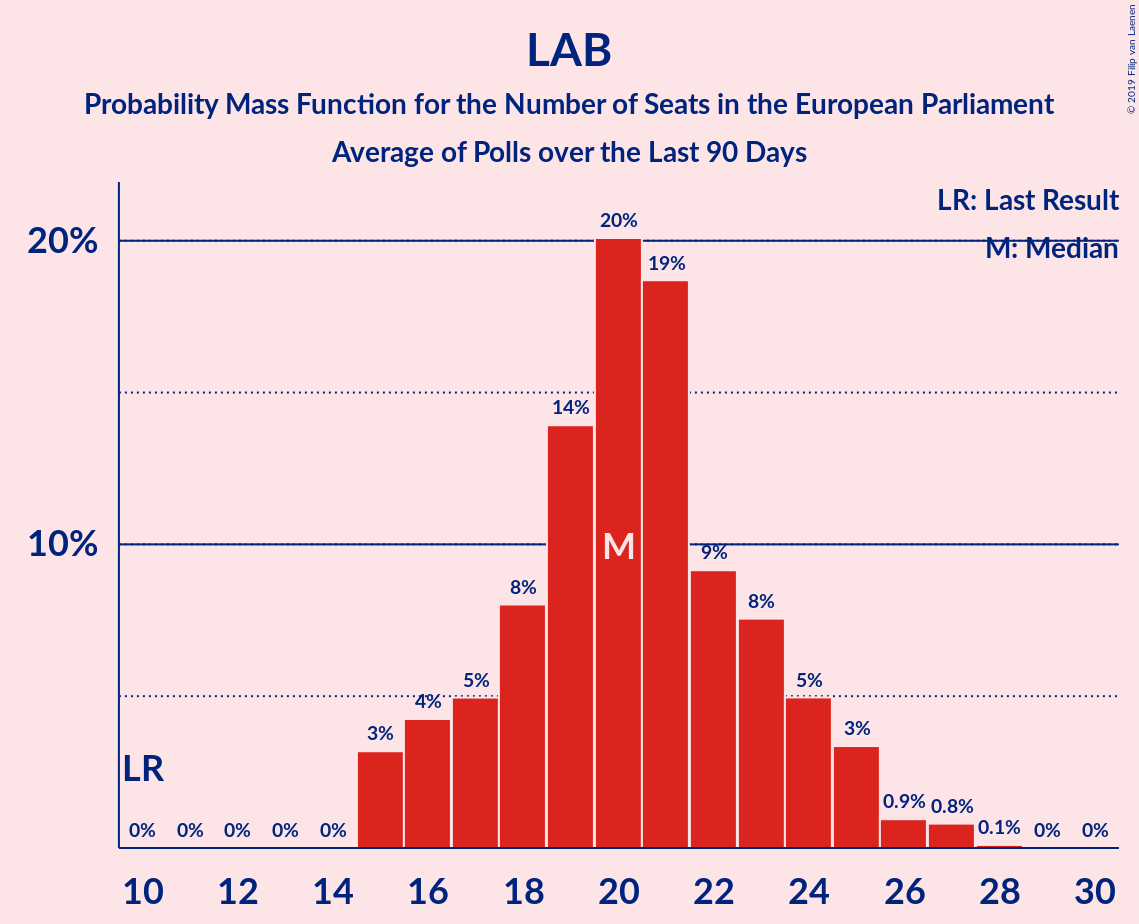 LAB
Probability Mass Function for the Number of Seats in the European Parliament
Average of Polls over the Last 90 Days
© 2019 Filip van Laenen
LR: Last Result
M: Median
20%
10%
LR
M
0% 0% 0% 0% 0% 3% 4% 5% 8% 14% 20% 19% 9% 8% 5% 3% 0.9% 0.8% 0.1% 0% 0%
10 12 14 16 18 20 22 24 26 28 30